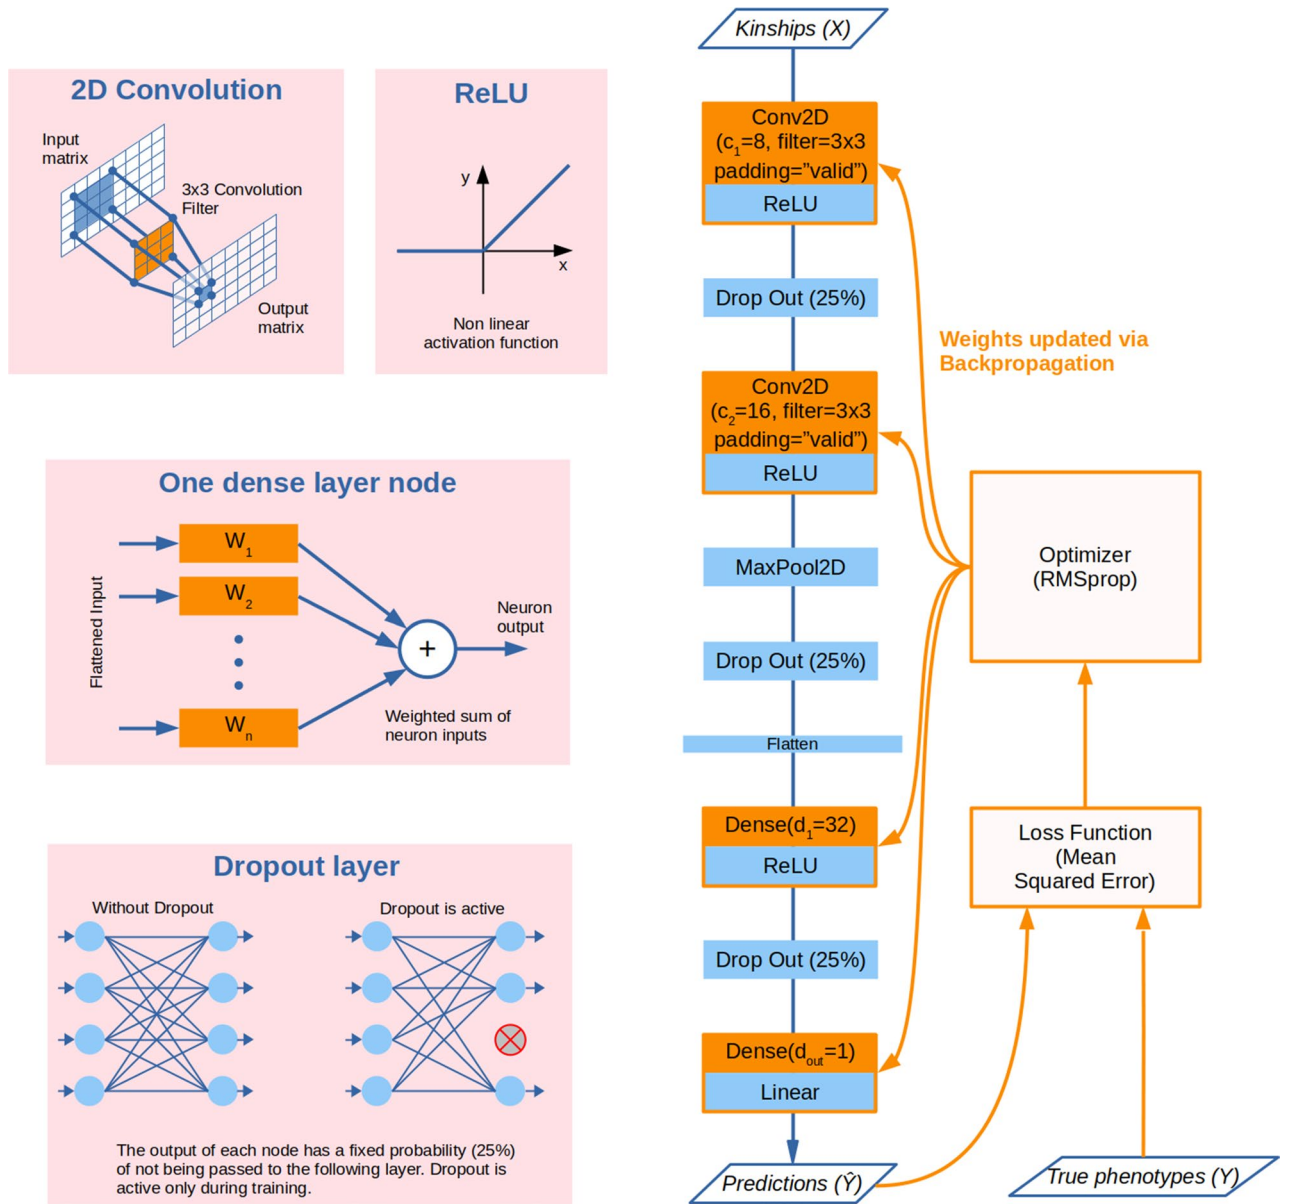 2D Convolution
Input
matrix
3x3 Convolution
Filter
Output
matrix
ReLU
y
x
Non linear
activation function
One dense layer node
Flattened Input
W1
W2
Wn
+
Neuron
output
Weighted sum of
neuron inputs
Dropout layer
Without Dropout
Dropout is active
The output of each node has a fixed probability (25%)
of not being passed to the following layer. Dropout is
active only during training.
Kinships (X)
Conv2D
(c1=8, filter=3x3
padding=”valid”)
ReLU
Drop Out (25%)
Conv2D
(c2=16, filter=3x3
padding=”valid”)
ReLU
MaxPool2D
Drop Out (25%)
Flatten
Dense(d1=32)
ReLU
Drop Out (25%)
Dense(dout=1)
Linear
Predictions (Ŷ)
Weights updated via
Backpropagation
Optimizer
(RMSprop)
Loss Function
(Mean
Squared Error)
True phenotypes (Y)